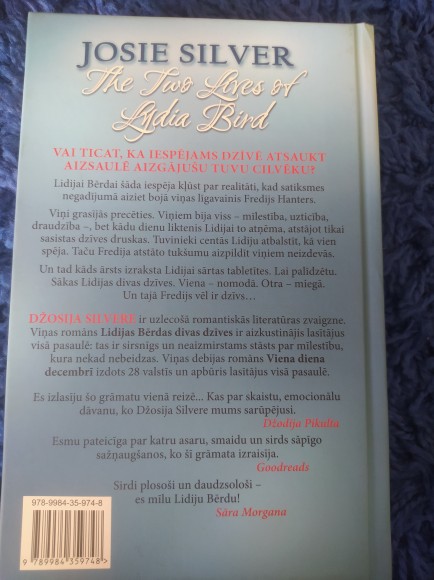 JOSIE SILVER
The Two Lives of
Lydia Bird
VAI TICAT, KA IESPĒJAMS DZĪVĒ ATSAUKT
AIZSAULĒ AIZGĀJUŠU TUVU CILVĒKU?
Lidijai Bērdai šāda iespēja kļūst par realitāti, kad satiksmes
negadījumā aiziet bojā viņas līgavainis Fredijs Hanters.
Viņi grasījās precēties. Viņiem bija viss – mīlestība, uzticība,
draudzība –, bet kādu dienu liktenis Lidijai to atņēma, atstājot tikai
sasistas dzīves druskas. Tuvinieki centās Lidiju atbalstīt, kā vien
spēja. Taču Fredija atstāto tukšumu aizpildīt viņiem neizdevās.
Un tad kāds ārsts izraksta Lidijai sārtas tabletītes. Lai palīdzētu.
Sākas Lidijas divas dzīves. Viena – nomodā. Otra – miegā.
Un tajā Fredijs vēl ir dzīvs…
DŽOSIJA SILVERE ir uzlecošā romantiskās literatūras zvaigzne.
Viņas romāns Lidijas Bērdas divas dzīves ir aizkustinājis lasītājus
visā pasaulē: tas ir sirsnīgs un neaizmirstams stāsts par mīlestību,
kura nekad nebeidzas. Viņas debijas romāns Viena diena
decembrī izdots 28 valstīs un apbūris lasītājus visā pasaulē.
Es izlasīju šo grāmatu vienā reizē... Kas par skaistu, emocionālu
dāvanu, ko Džosija Silvere mums sarūpējusi.
Džodija Pikulta
Esmu pateicīga par katru asaru, smaidu un sirds sāpīgo
sažņaugšanos, ko šī grāmata izraisīja.
Goodreads
Sirdi plosoši un daudzsološi –
es mīlu Lidiju Bērdu!
Sāra Morgana
978-9984-35-974-8
9 789984 359748 >